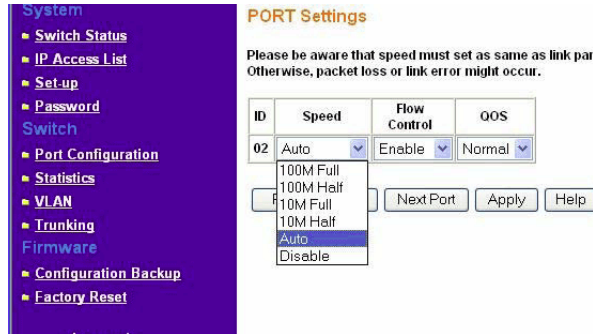 System
Switch Status
IP Access List
Set-up
Password
Switch
Port Configuration
Statistics
VLAN
Trunking
Firmware
Configuration Backup
Factory Reset
PORT Settings
Please be aware that speed must set as same as link par
Otherwise, packet loss or link error might occur.
ID Speed Flow Control QOS
02 Auto Enable Normal
100M Full
100M Half
10M Full
10M Half
Auto
Disable
Next Port Apply Help